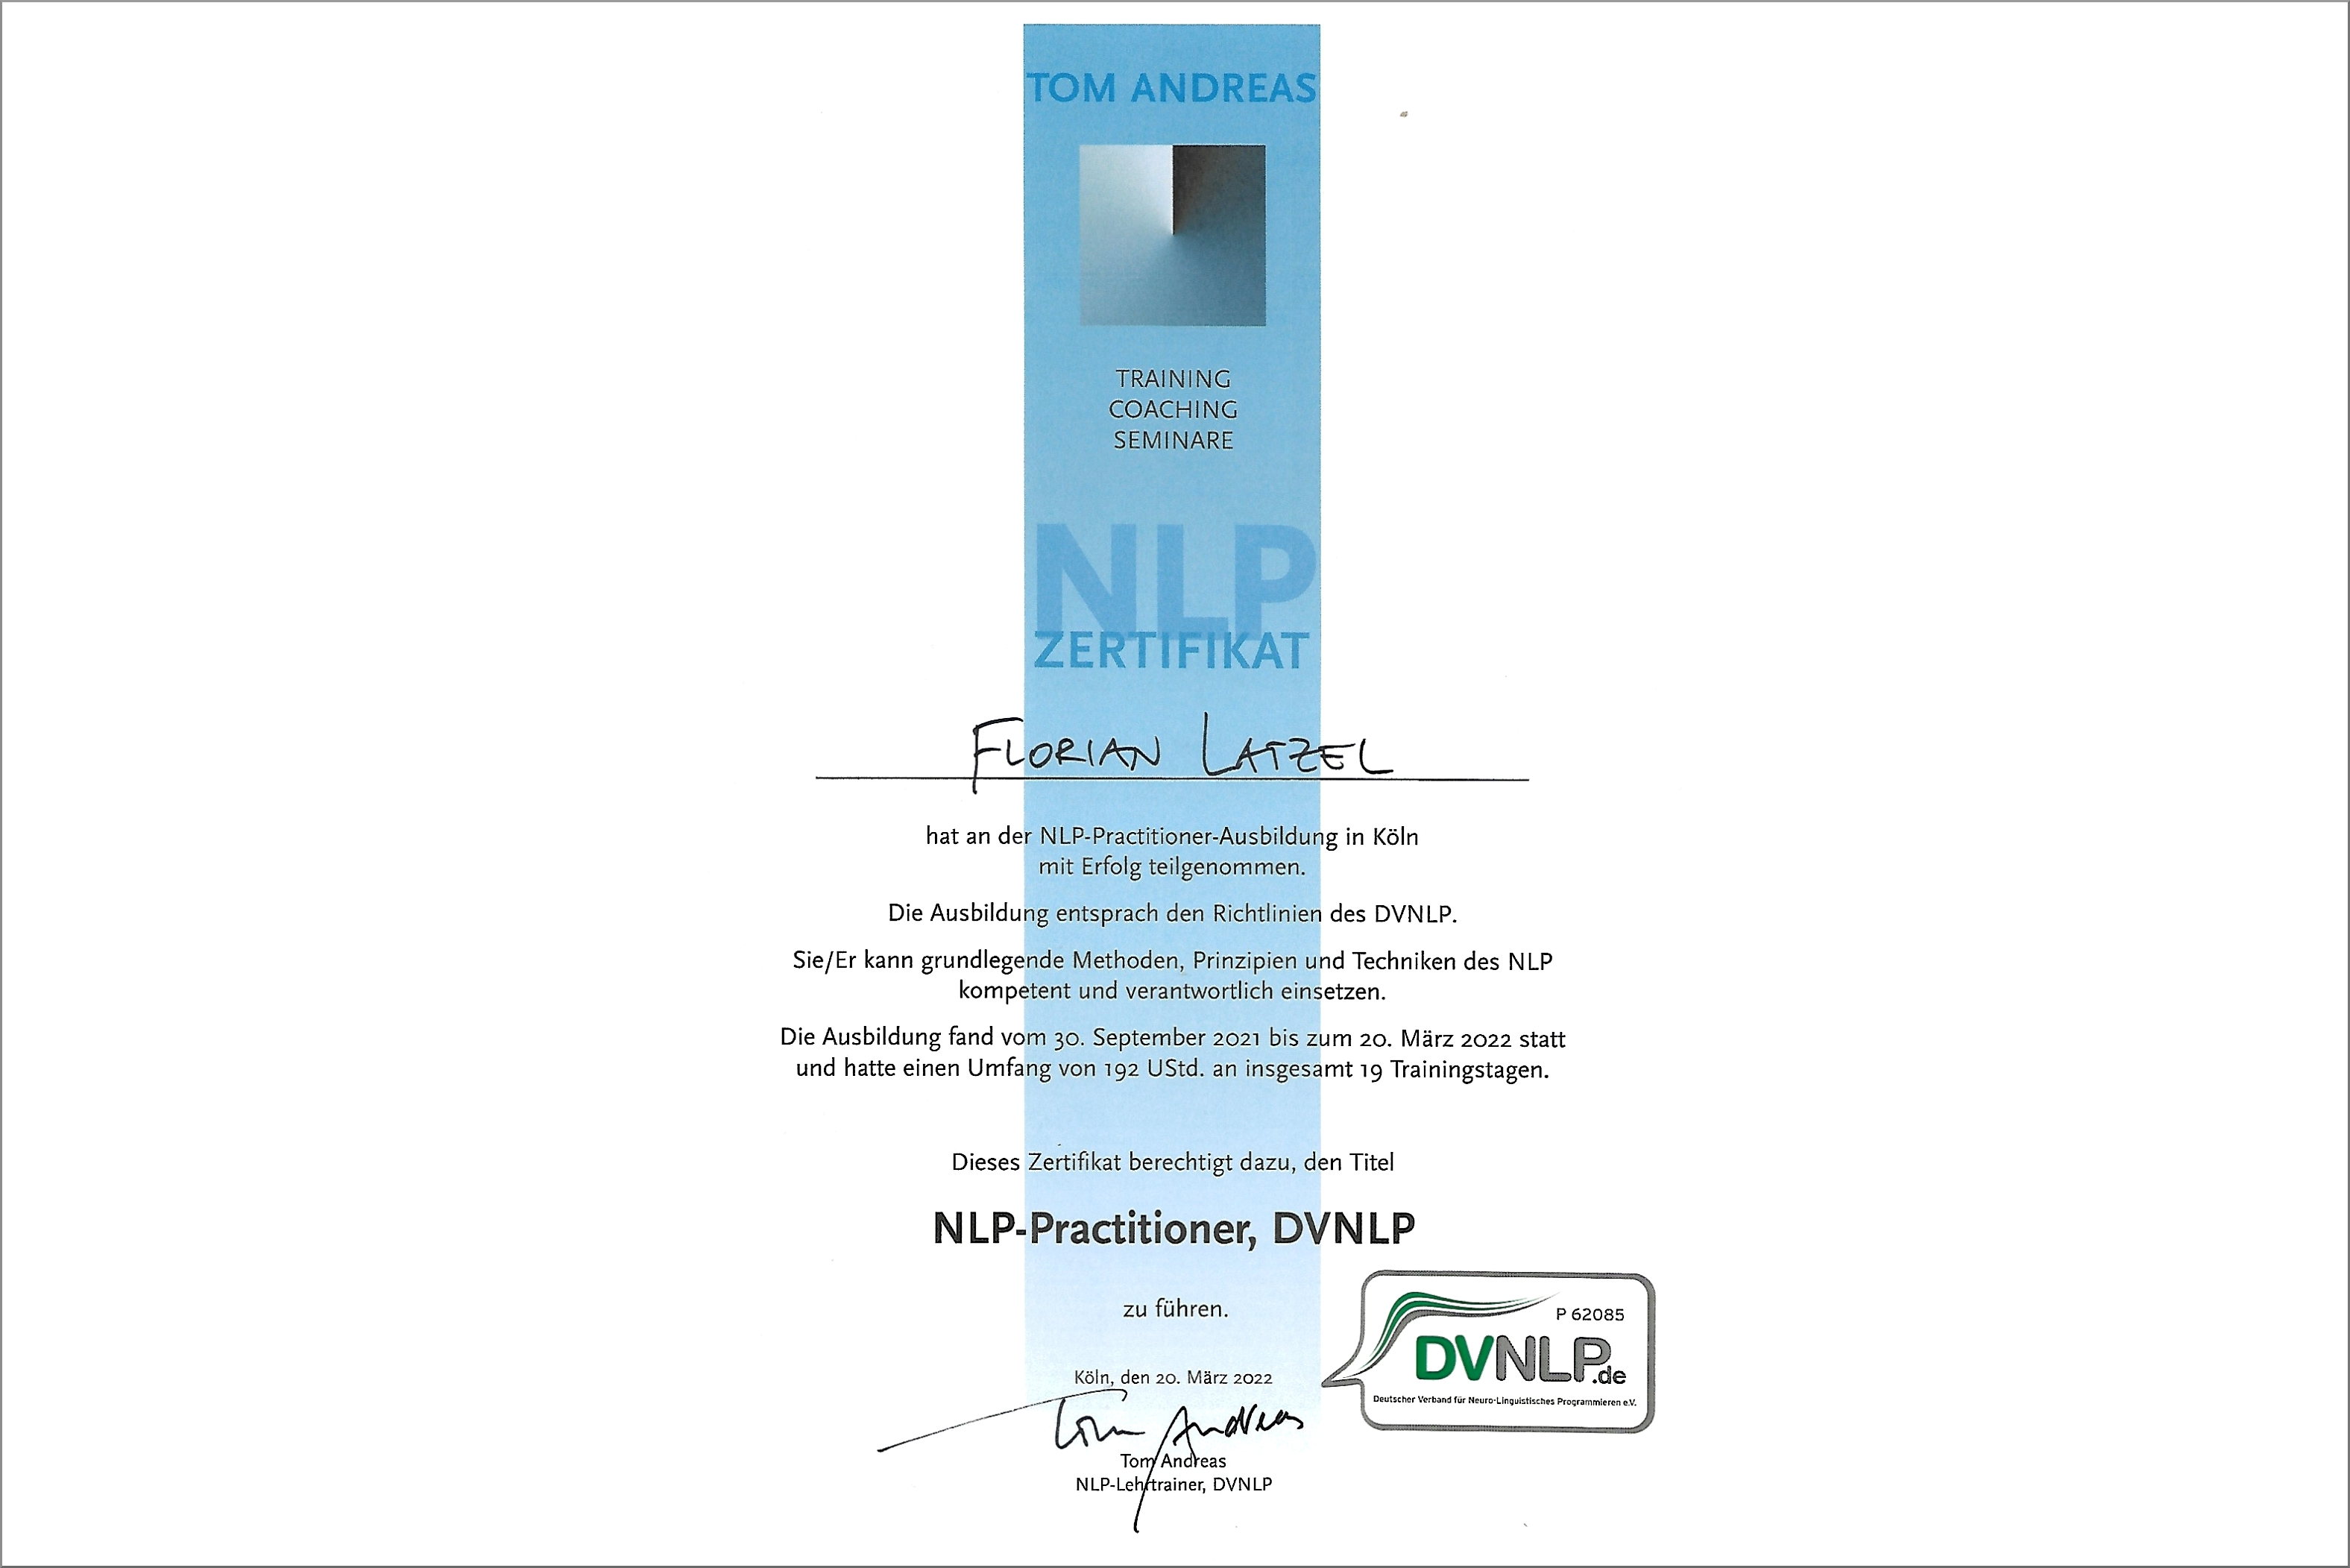 TOM ANDREAS
TRAINING
COACHING
SEMINARE
NLP
ZERTIFIKAT
FLORIAN LATZEL
hat an der NLP-Practitioner-Ausbildung in Köln
mit Erfolg teilgenommen.
Die Ausbildung entsprach den Richtlinien des DVNLP.
Sie/Er kann grundlegende Methoden, Prinzipien und Techniken des NLP
kompetent und verantwortlich einsetzen.
Die Ausbildung fand vom 30. September 2021 bis zum 20. März 2022 statt
und hatte einen Umfang von 192 UStd. an insgesamt 19 Trainingstagen.
Dieses Zertifikat berechtigt dazu, den Titel
NLP-Practitioner, DVNLP
zu führen.
P 62085
DVNLP.de
Deutscher Verband für Neuro-Linguistisches Programmieren e.V.
Köln, den 20. März 2022
Tom Andreas
Tom Andreas
NLP-Lehrtrainer, DVNLP